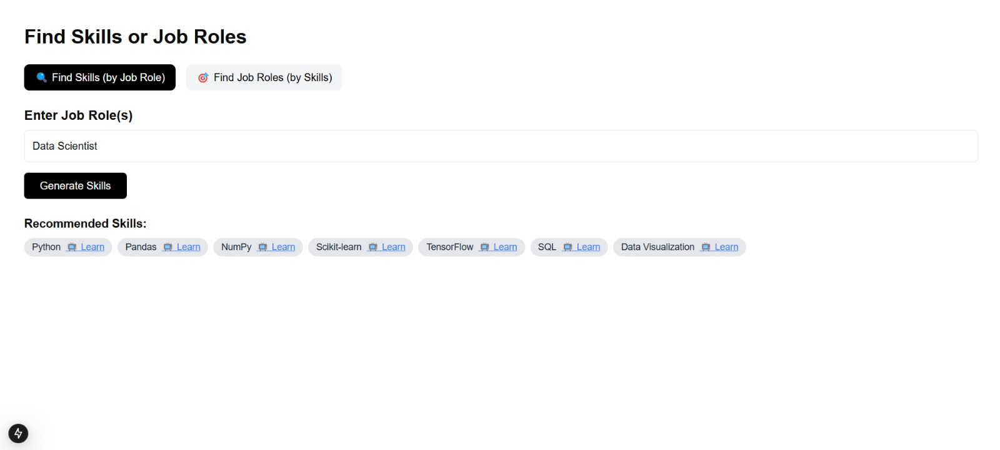 Find Skills or Job Roles
🔍 Find Skills (by Job Role) 🎯 Find Job Roles (by Skills)
Enter Job Role(s)
Data Scientist
Generate Skills
Recommended Skills:
Python 📺 Learn Pandas 📺 Learn NumPy 📺 Learn Scikit-learn 📺 Learn TensorFlow 📺 Learn SQL 📺 Learn Data Visualization 📺 Learn